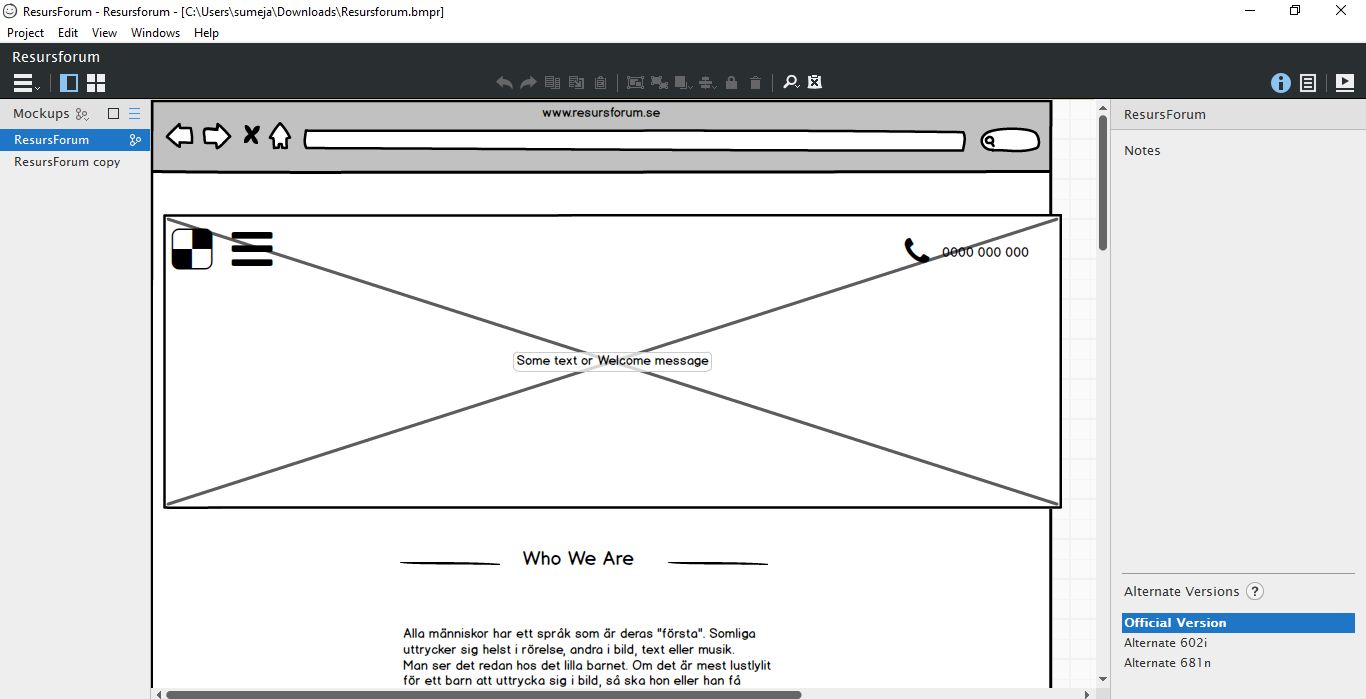 ResursForum - Resursforum - [C:\Users\sumeja\Downloads\Resursforum.bmpr]
Project Edit View Windows Help
Resursforum
Mockups
ResursForum
ResursForum copy
www.resursforum.se
0000 000 000
Some text or Welcome message
Who We Are
Alla människor har ett språk som är deras "första". Somliga
uttrycker sig helst i rörelse, andra i bild, text eller musik.
Man ser det redan hos det lilla barnet. Om det är mest lustlylit
för ett barn att uttrycka sig i bild, så ska hon eller han få
ResursForum
Notes
Alternate Versions ?
Official Version
Alternate 602i
Alternate 681n